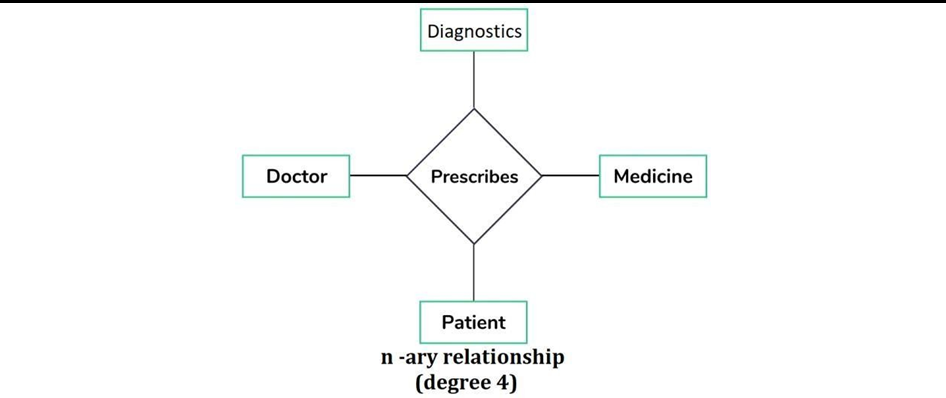 Diagnostics
Doctor
Prescribes
Medicine
Patient
n -ary relationship
(degree 4)